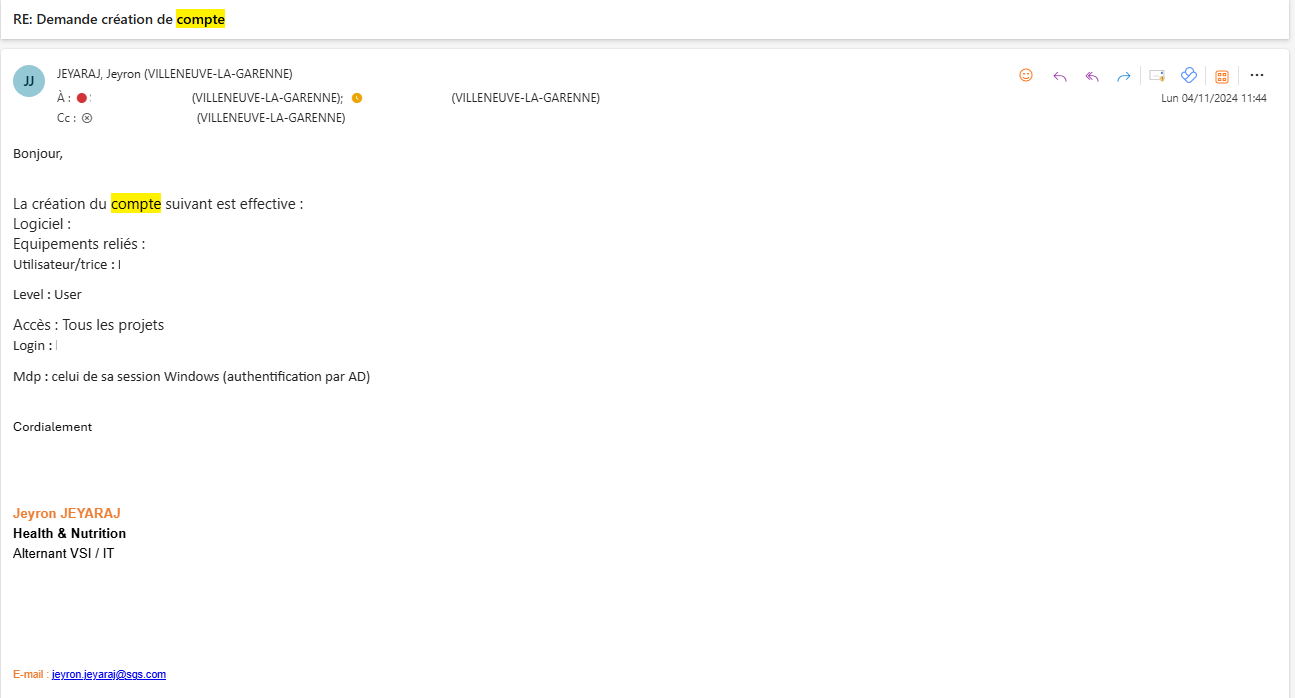 RE: Demande création de compte
JJ
JEYARAJ, Jeyron (VILLENEUVE-LA-GARENNE)
À : (VILLENEUVE-LA-GARENNE); (VILLENEUVE-LA-GARENNE)
Cc : (VILLENEUVE-LA-GARENNE)
Lun 04/11/2024 11:44
Bonjour,
La création du compte suivant est effective :
Logiciel :
Equipements reliés :
Utilisateur/trice :
Level : User
Accès : Tous les projets
Login :
Mdp : celui de sa session Windows (authentification par AD)
Cordialement
Jeyron JEYARAJ
Health & Nutrition
Alternant VSI / IT
E-mail : jeyron.jeyaraj@sgs.com